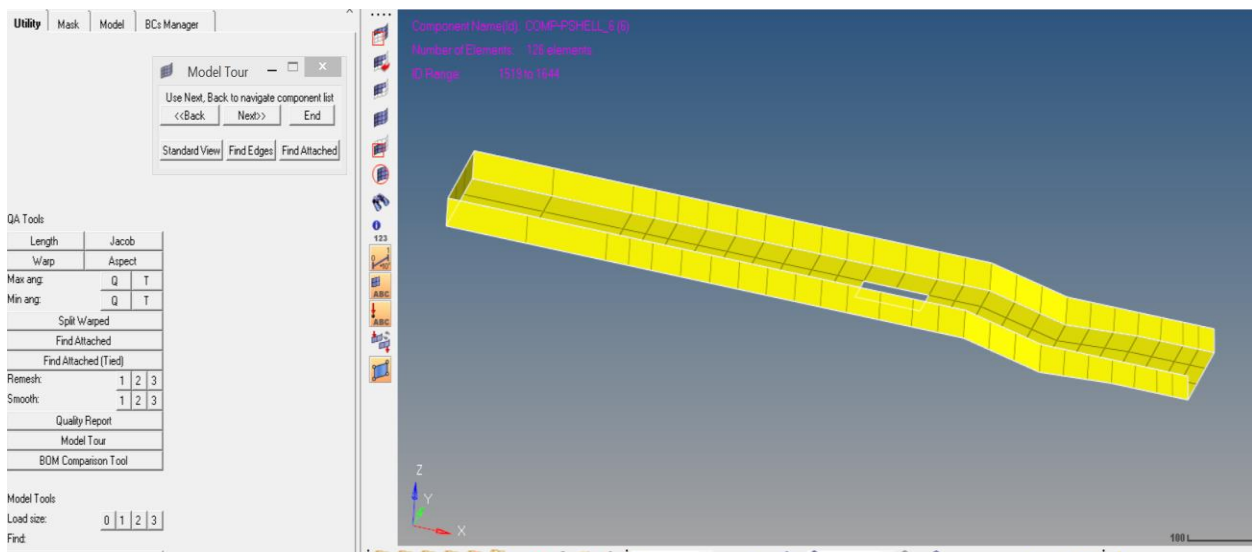 Utility Mask Model BCs Manager
Model Tour
Use Next, Back to navigate component list
<<Back Next>> End
Standard View Find Edges Find Attached
QA Tools
Length Jacob
Warp Aspect
Max ang: Q T
Min ang: Q T
Split Warped
Find Attached
Find Attached (Tied)
Remesh: 1 2 3
Smooth: 1 2 3
Quality Report
Model Tour
BOM Comparison Tool
Model Tools
Load size: 0 1 2 3
Find:
123
ABC
ABC
Component Name(Id): COMP-PSHELL_6 (6)
Number of Elements: 126 elements
ID Range: 1519 to 1644
Z
Y
X
100